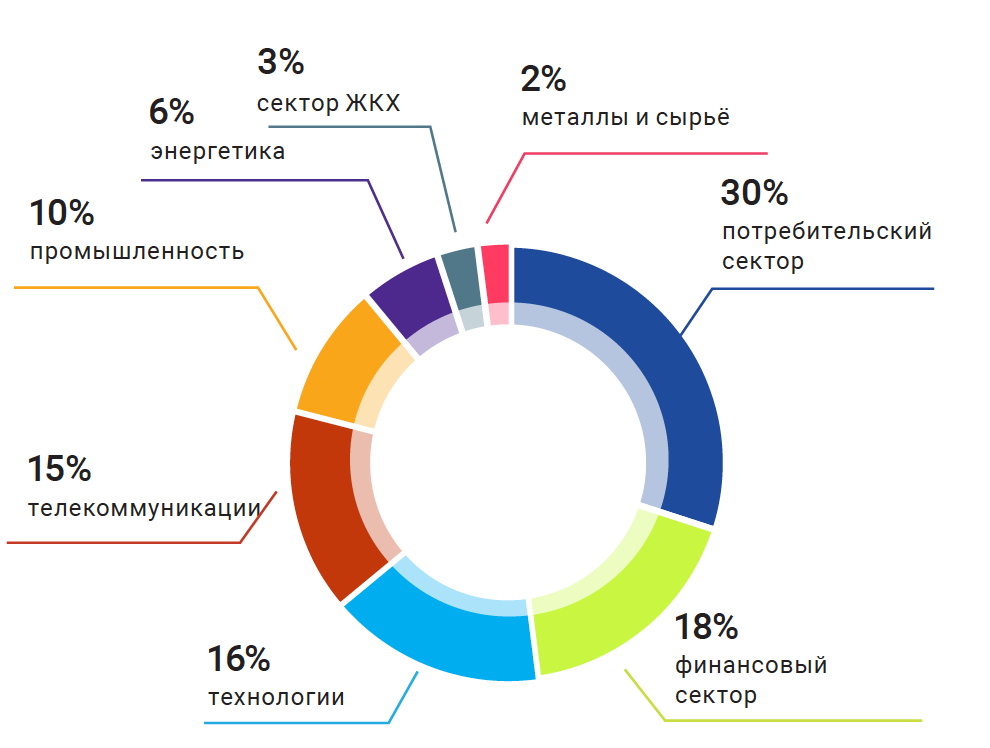 3%
сектор ЖКХ
2%
металлы и сырьё
6%
энергетика
30%
потребительский
сектор
10%
промышленность
15%
телекоммуникации
18%
финансовый
сектор
16%
технологии